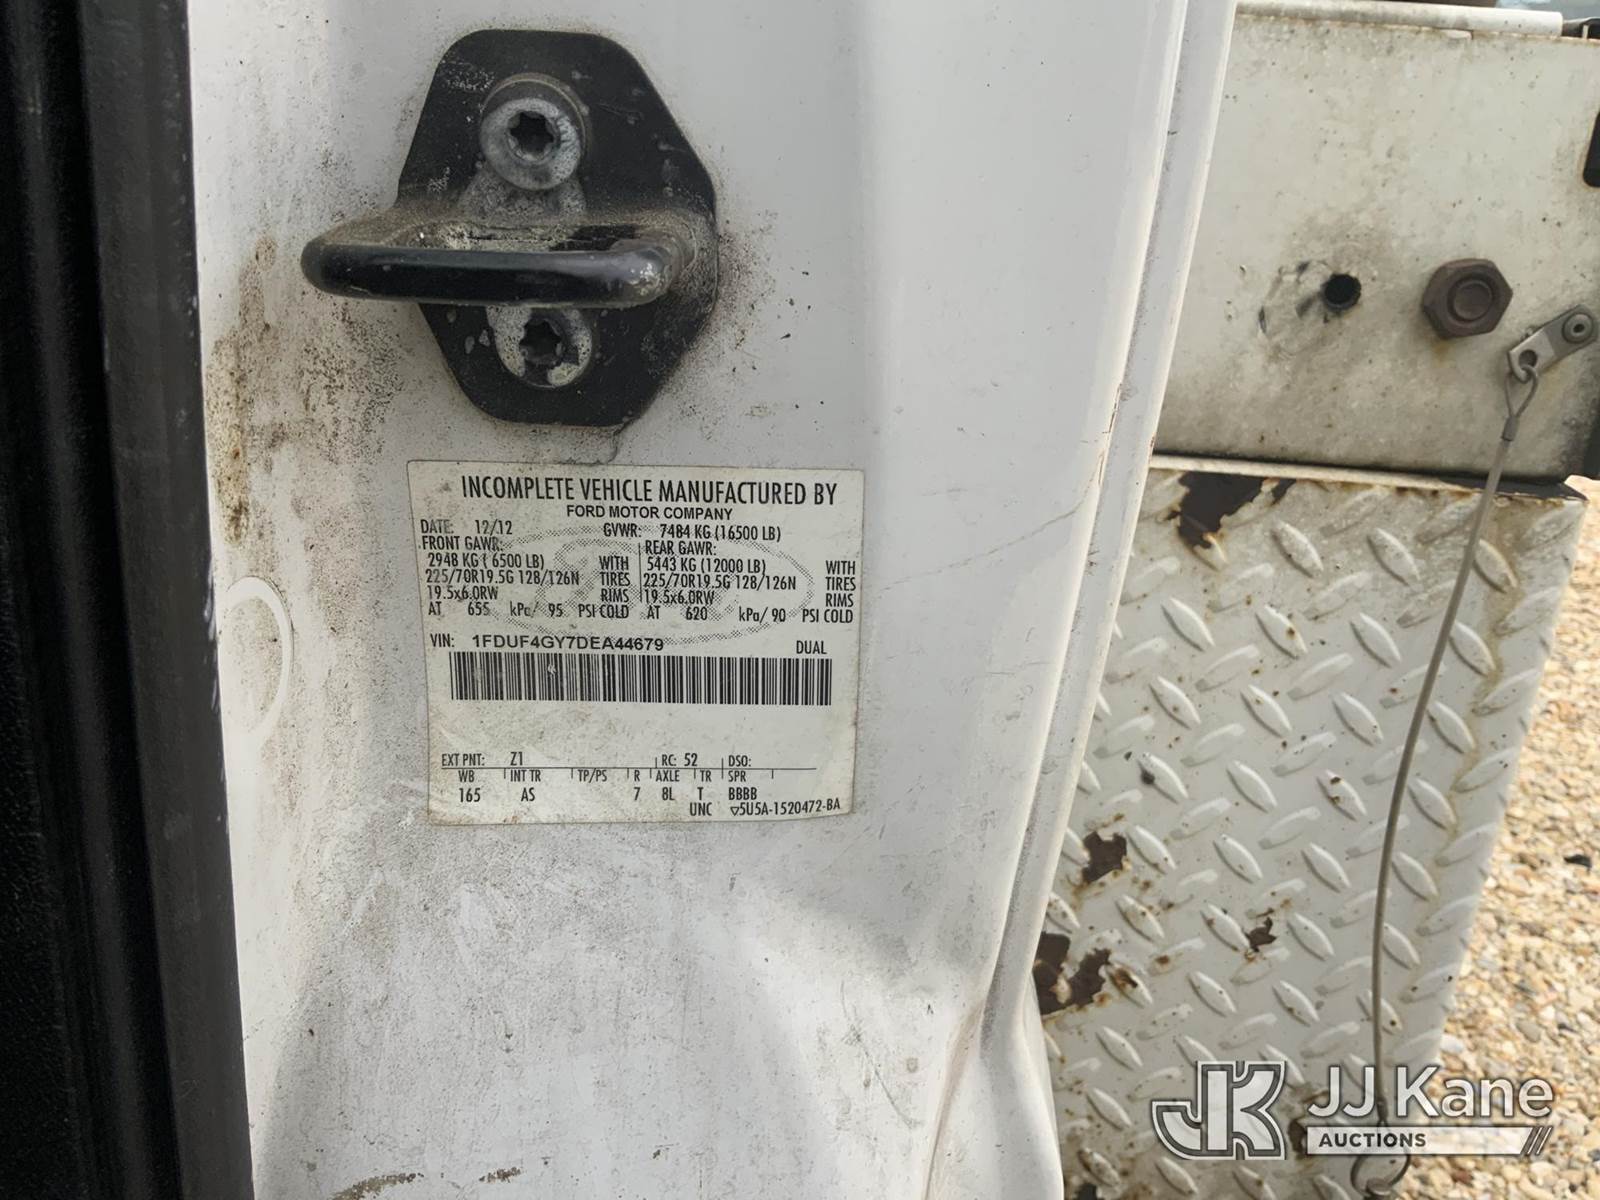 INCOMPLETE VEHICLE MANUFACTURED BY
FORD MOTOR COMPANY
DATE: 12/12 GVWR: 7484 KG (16500 LB)
FRONT GAWR: REAR GAWR:
2948 KG ( 6500 LB) WITH 5443 KG (12000 LB) WITH
225/70R19.5G 128/126N TIRES 225/70R19.5G 128/126N TIRES
19.5x6.0RW RIMS 19.5x6.0RW RIMS
AT 655 kPa/ 95 PSI COLD AT 620 kPa/ 90 PSI COLD
VIN: 1FDUF4GY7DEA44679 DUAL
EXT PNT: Z1 RC: 52 DSO:
WB INT TR TP/PS R AXLE TR SPR
165 AS 7 8L T BBBB
UNC ▽5U5A-1520472-BA
JK JJ Kane
AUCTIONS